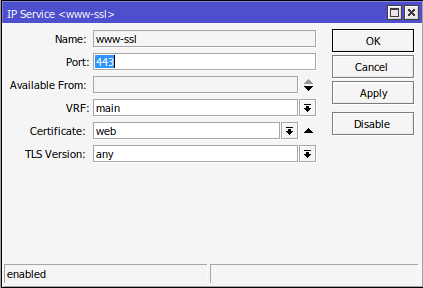 IP Service <www-ssl>
Name: www-ssl
OK
Port: 443
Cancel
Available From:
Apply
VRF: main
Certificate: web
Disable
TLS Version: any
enabled